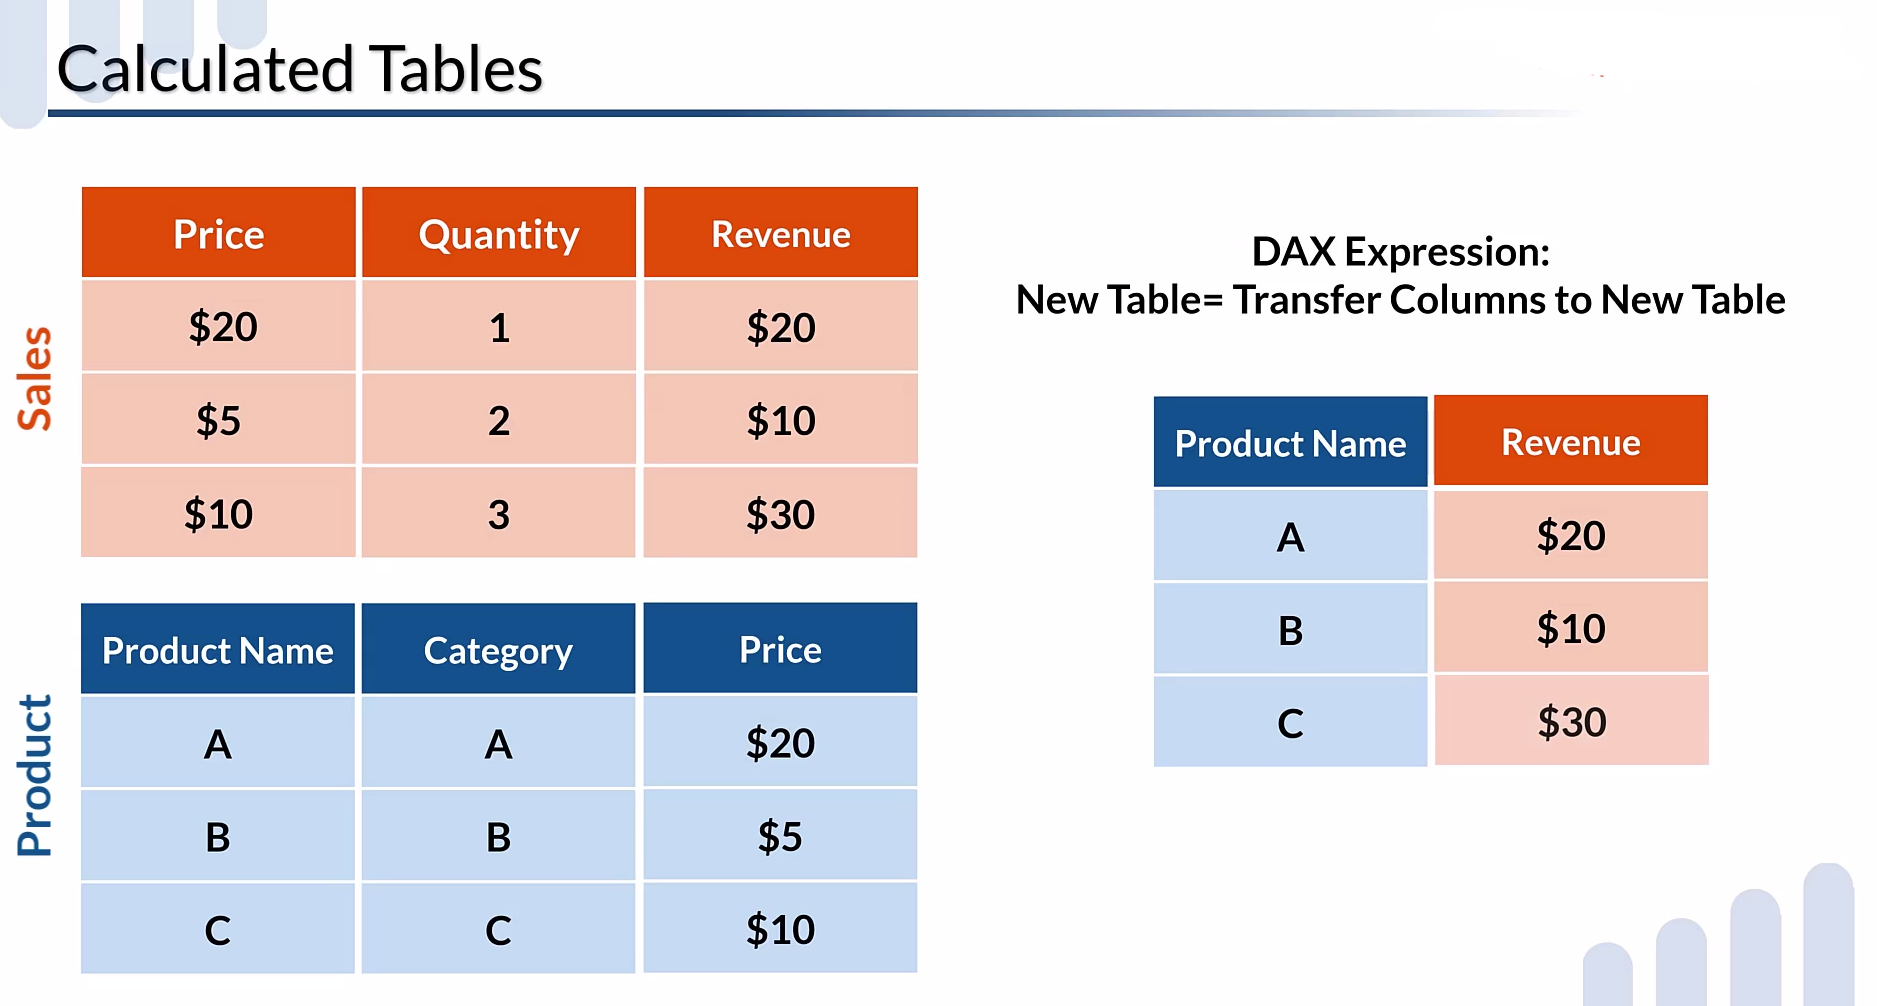 Calculated Tables
Sales
Price Quantity Revenue
$20 1 $20
$5 2 $10
$10 3 $30
Product
Product Name Category Price
A A $20
B B $5
C C $10
DAX Expression:
New Table= Transfer Columns to New Table
Product Name Revenue
A $20
B $10
C $30